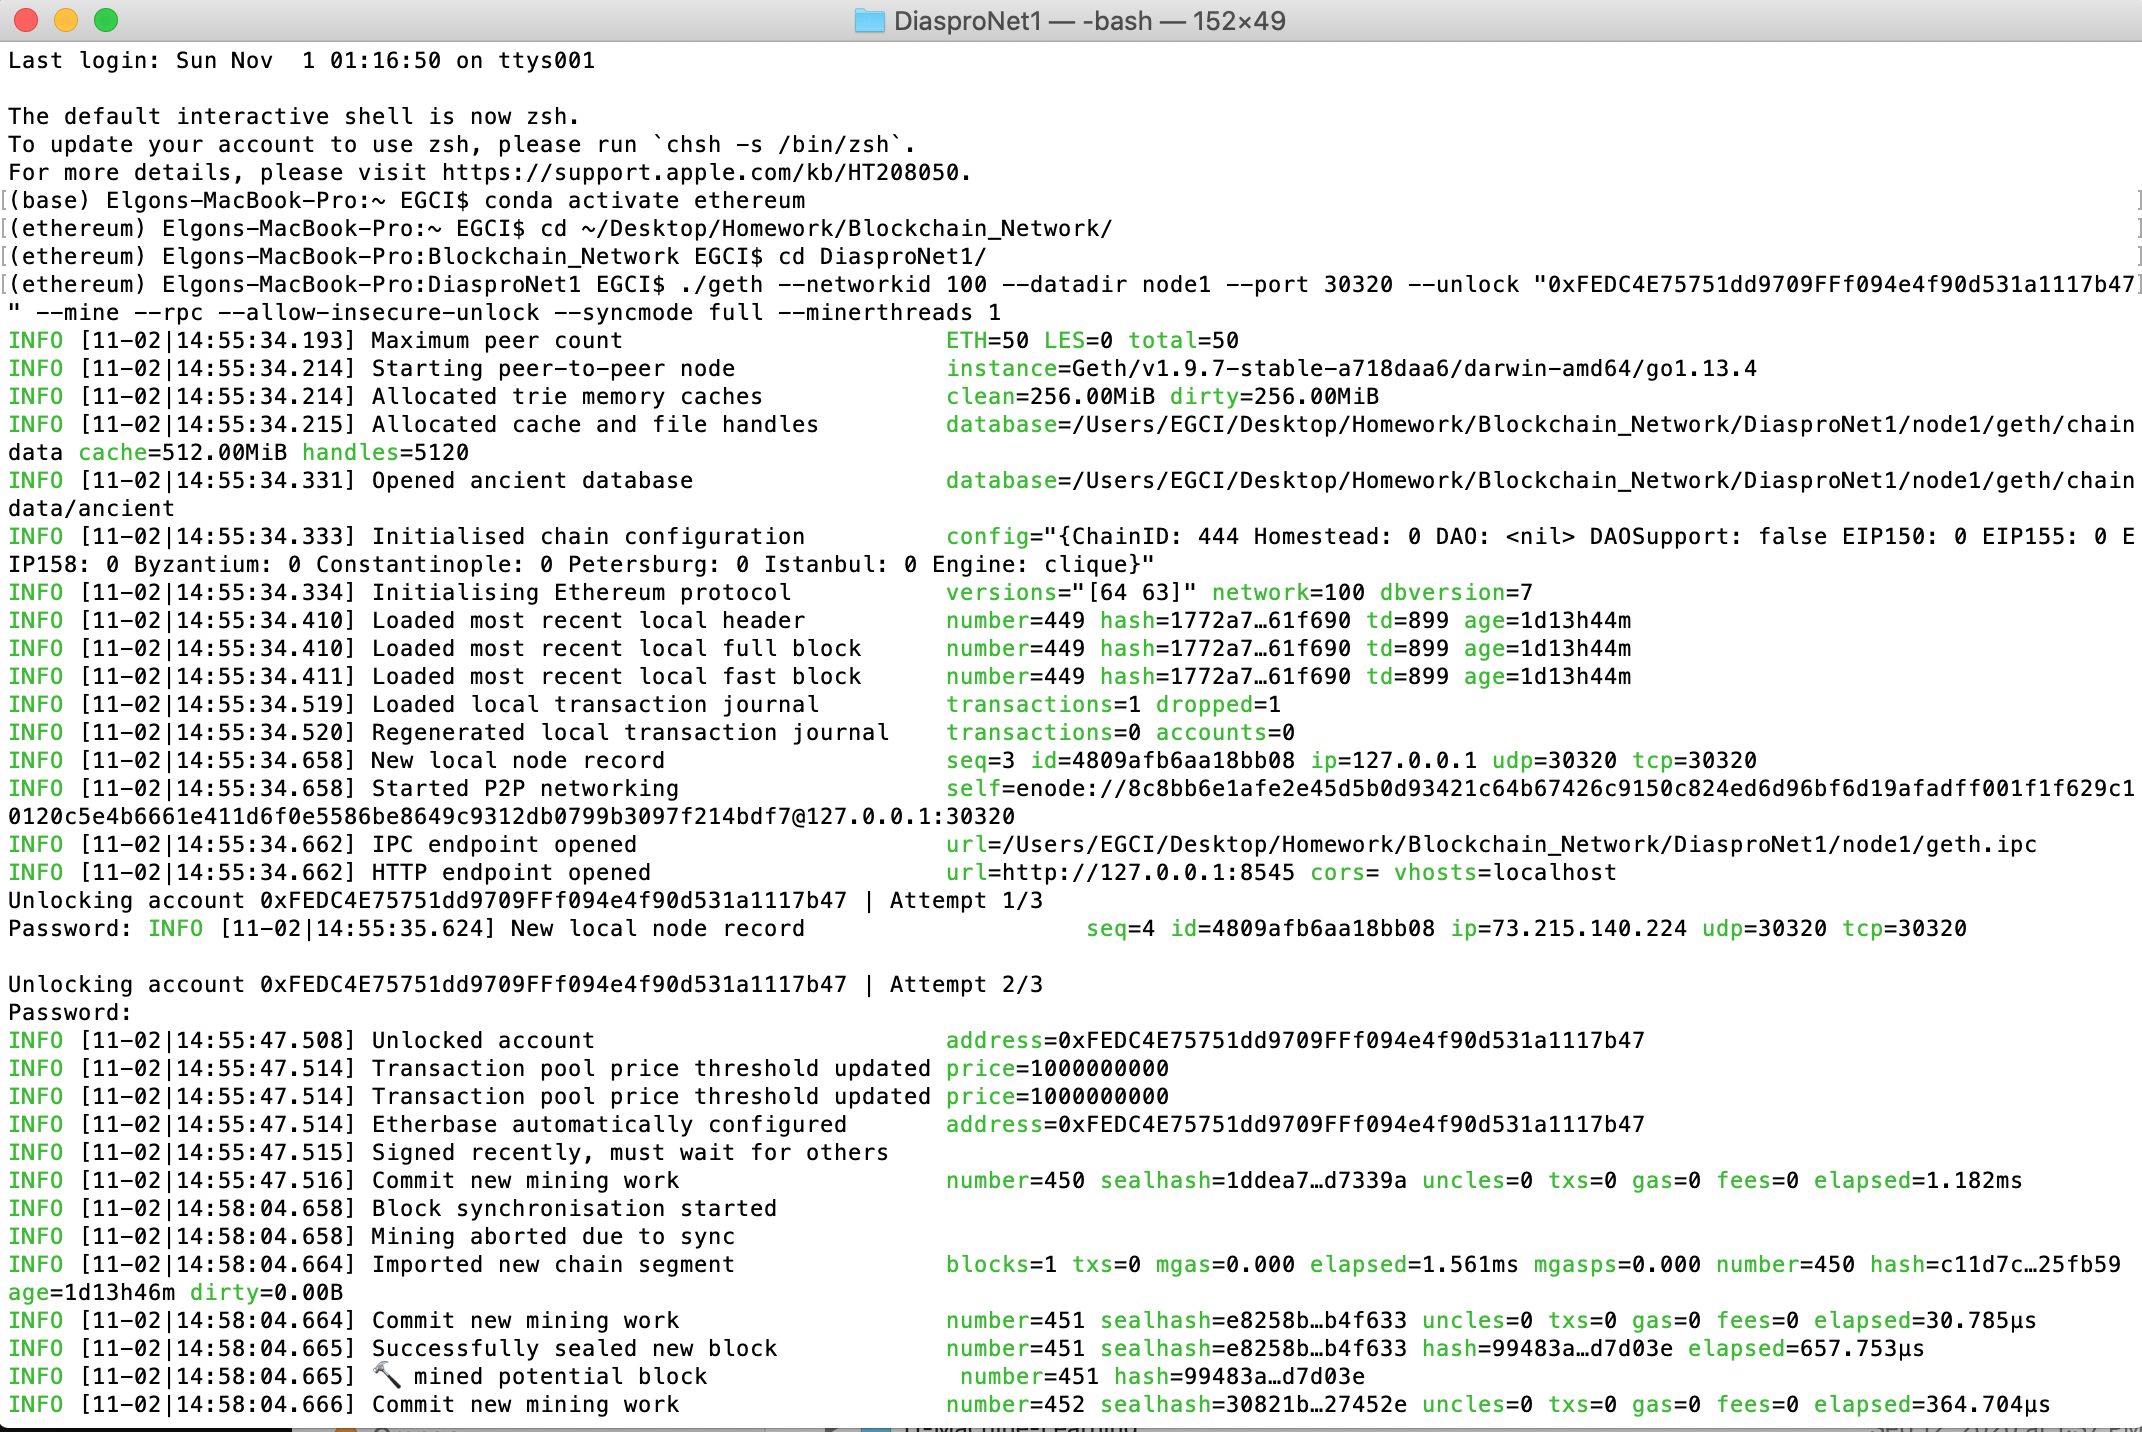 DiasproNet1 — -bash — 152×49
Last login: Sun Nov  1 01:16:50 on ttys001
The default interactive shell is now zsh.
To update your account to use zsh, please run `chsh -s /bin/zsh`.
For more details, please visit https://support.apple.com/kb/HT208050.
[(base) Elgons-MacBook-Pro:~ EGCI$ conda activate ethereum ]
[(ethereum) Elgons-MacBook-Pro:~ EGCI$ cd ~/Desktop/Homework/Blockchain_Network/ ]
[(ethereum) Elgons-MacBook-Pro:Blockchain_Network EGCI$ cd DiasproNet1/ ]
[(ethereum) Elgons-MacBook-Pro:DiasproNet1 EGCI$ ./geth --networkid 100 --datadir node1 --port 30320 --unlock "0xFEDC4E75751dd9709FFf094e4f90d531a1117b47]
" --mine --rpc --allow-insecure-unlock --syncmode full --minerthreads 1
INFO [11-02|14:55:34.193] Maximum peer count                       ETH=50 LES=0 total=50
INFO [11-02|14:55:34.214] Starting peer-to-peer node               instance=Geth/v1.9.7-stable-a718daa6/darwin-amd64/go1.13.4
INFO [11-02|14:55:34.214] Allocated trie memory caches             clean=256.00MiB dirty=256.00MiB
INFO [11-02|14:55:34.215] Allocated cache and file handles         database=/Users/EGCI/Desktop/Homework/Blockchain_Network/DiasproNet1/node1/geth/chain
data cache=512.00MiB handles=5120
INFO [11-02|14:55:34.331] Opened ancient database                  database=/Users/EGCI/Desktop/Homework/Blockchain_Network/DiasproNet1/node1/geth/chain
data/ancient
INFO [11-02|14:55:34.333] Initialised chain configuration          config="{ChainID: 444 Homestead: 0 DAO: <nil> DAOSupport: false EIP150: 0 EIP155: 0 E
IP158: 0 Byzantium: 0 Constantinople: 0 Petersburg: 0 Istanbul: 0 Engine: clique}"
INFO [11-02|14:55:34.334] Initialising Ethereum protocol           versions="[64 63]" network=100 dbversion=7
INFO [11-02|14:55:34.410] Loaded most recent local header          number=449 hash=1772a7…61f690 td=899 age=1d13h44m
INFO [11-02|14:55:34.410] Loaded most recent local full block      number=449 hash=1772a7…61f690 td=899 age=1d13h44m
INFO [11-02|14:55:34.411] Loaded most recent local fast block      number=449 hash=1772a7…61f690 td=899 age=1d13h44m
INFO [11-02|14:55:34.519] Loaded local transaction journal         transactions=1 dropped=1
INFO [11-02|14:55:34.520] Regenerated local transaction journal    transactions=0 accounts=0
INFO [11-02|14:55:34.658] New local node record                    seq=3 id=4809afb6aa18bb08 ip=127.0.0.1 udp=30320 tcp=30320
INFO [11-02|14:55:34.658] Started P2P networking                   self=enode://8c8bb6e1afe2e45d5b0d93421c64b67426c9150c824ed6d96bf6d19afadff001f1f629c1
0120c5e4b6661e411d6f0e5586be8649c9312db0799b3097f214bdf7@127.0.0.1:30320
INFO [11-02|14:55:34.662] IPC endpoint opened                      url=/Users/EGCI/Desktop/Homework/Blockchain_Network/DiasproNet1/node1/geth.ipc
INFO [11-02|14:55:34.662] HTTP endpoint opened                     url=http://127.0.0.1:8545 cors= vhosts=localhost
Unlocking account 0xFEDC4E75751dd9709FFf094e4f90d531a1117b47 | Attempt 1/3
Password: INFO [11-02|14:55:35.624] New local node record                    seq=4 id=4809afb6aa18bb08 ip=73.215.140.224 udp=30320 tcp=30320
Unlocking account 0xFEDC4E75751dd9709FFf094e4f90d531a1117b47 | Attempt 2/3
Password:
INFO [11-02|14:55:47.508] Unlocked account                         address=0xFEDC4E75751dd9709FFf094e4f90d531a1117b47
INFO [11-02|14:55:47.514] Transaction pool price threshold updated price=1000000000
INFO [11-02|14:55:47.514] Transaction pool price threshold updated price=1000000000
INFO [11-02|14:55:47.514] Etherbase automatically configured       address=0xFEDC4E75751dd9709FFf094e4f90d531a1117b47
INFO [11-02|14:55:47.515] Signed recently, must wait for others
INFO [11-02|14:55:47.516] Commit new mining work                   number=450 sealhash=1ddea7…d7339a uncles=0 txs=0 gas=0 fees=0 elapsed=1.182ms
INFO [11-02|14:58:04.658] Block synchronisation started
INFO [11-02|14:58:04.658] Mining aborted due to sync
INFO [11-02|14:58:04.664] Imported new chain segment               blocks=1 txs=0 mgas=0.000 elapsed=1.561ms mgasps=0.000 number=450 hash=c11d7c…25fb59
age=1d13h46m dirty=0.00B
INFO [11-02|14:58:04.664] Commit new mining work                   number=451 sealhash=e8258b…b4f633 uncles=0 txs=0 gas=0 fees=0 elapsed=30.785µs
INFO [11-02|14:58:04.665] Successfully sealed new block            number=451 sealhash=e8258b…b4f633 hash=99483a…d7d03e elapsed=657.753µs
INFO [11-02|14:58:04.665] 🔨 mined potential block                  number=451 hash=99483a…d7d03e
INFO [11-02|14:58:04.666] Commit new mining work                   number=452 sealhash=30821b…27452e uncles=0 txs=0 gas=0 fees=0 elapsed=364.704µs